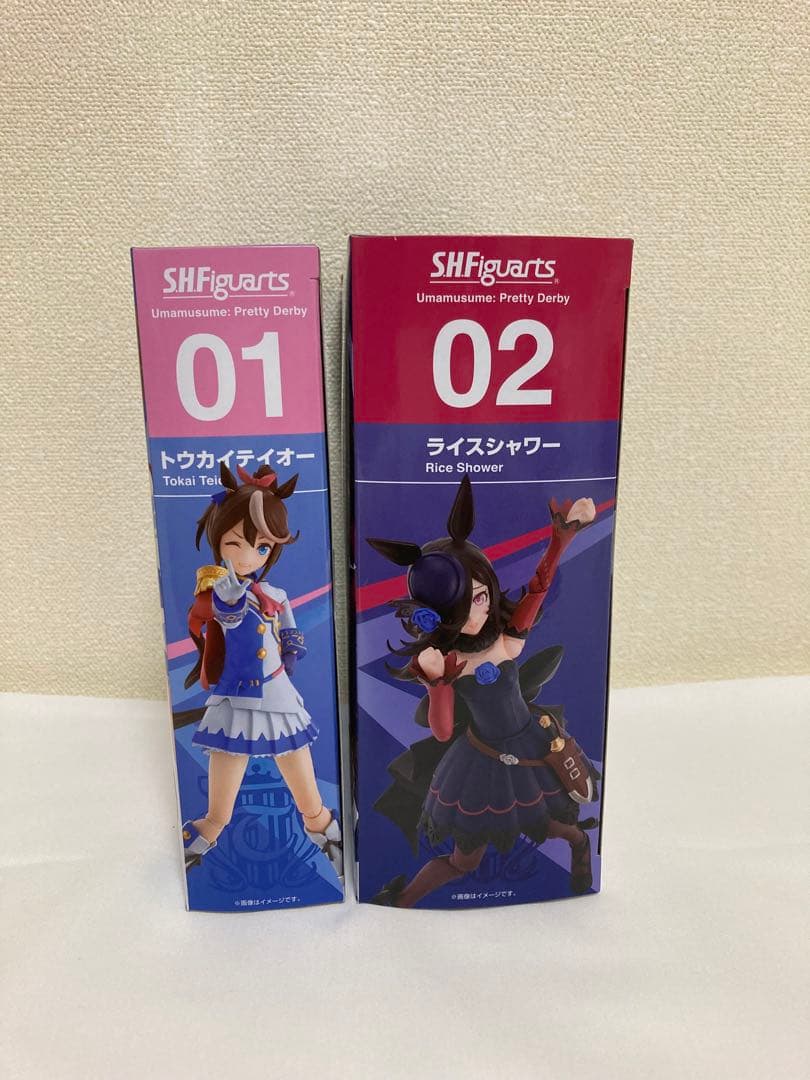 S.H.Figuarts
Umamusume: Pretty Derby
01
トウカイテイオー
Tokai
※画像はイメージです。
S.H.Figuarts
Umamusume: Pretty Derby
02
ライスシャワー
Rice Shower
※画像はイメージです。